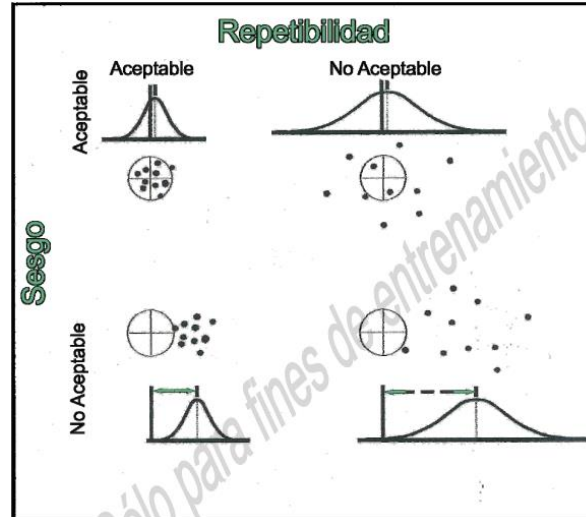 Repetibilidad
Aceptable
No Aceptable
Aceptable
Sesgo
No Aceptable
Sólo para fines de entrenamiento